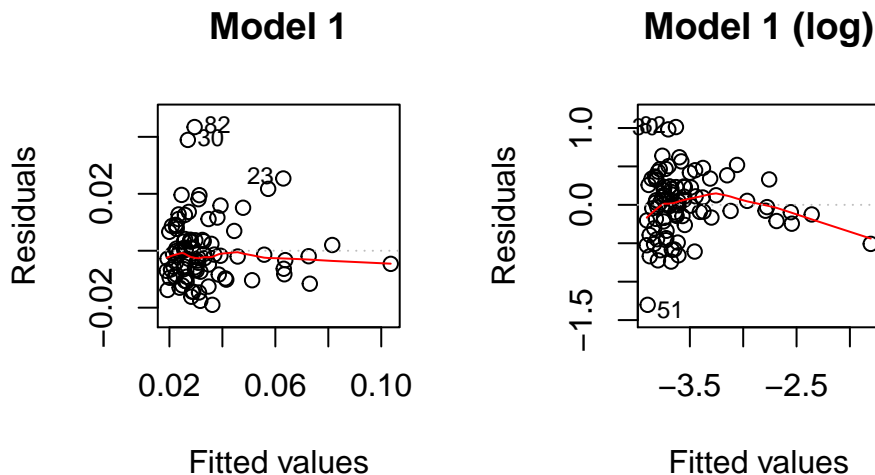 Model 1
Residuals
0.02
−0.02
82
30
23
0.02 0.06 0.10
Fitted values
Model 1 (log)
Residuals
1.0
0.0
−1.5
51
−3.5 −2.5
Fitted values